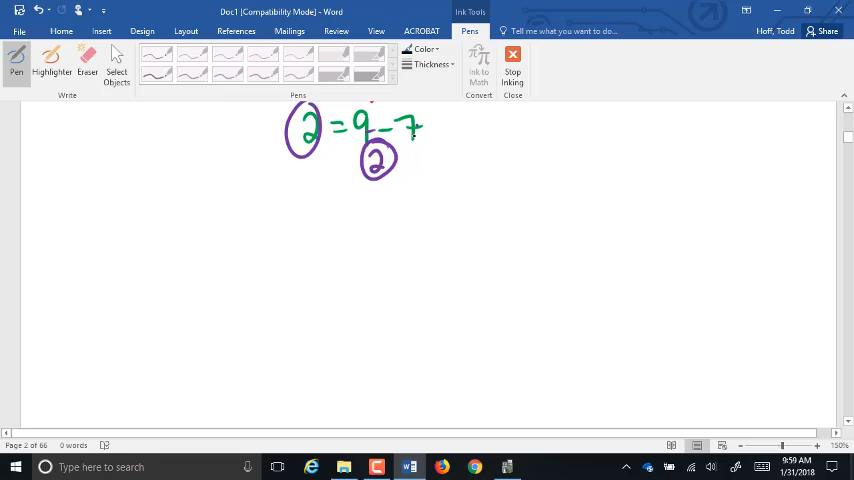 Doc1 [Compatibility Mode] - Word
Ink Tools
Hoff, Todd
File Home Insert Design Layout References Mailings Review View ACROBAT Pens Tell me what you want to do... Share
Pen Highlighter Eraser Select Objects
Color
Thickness
Ink to Math
Stop Inking
Write Pens Convert Close
2 = 9 - 7
2
Page 2 of 66 0 words 150%
Type here to search
9:59 AM
1/31/2018